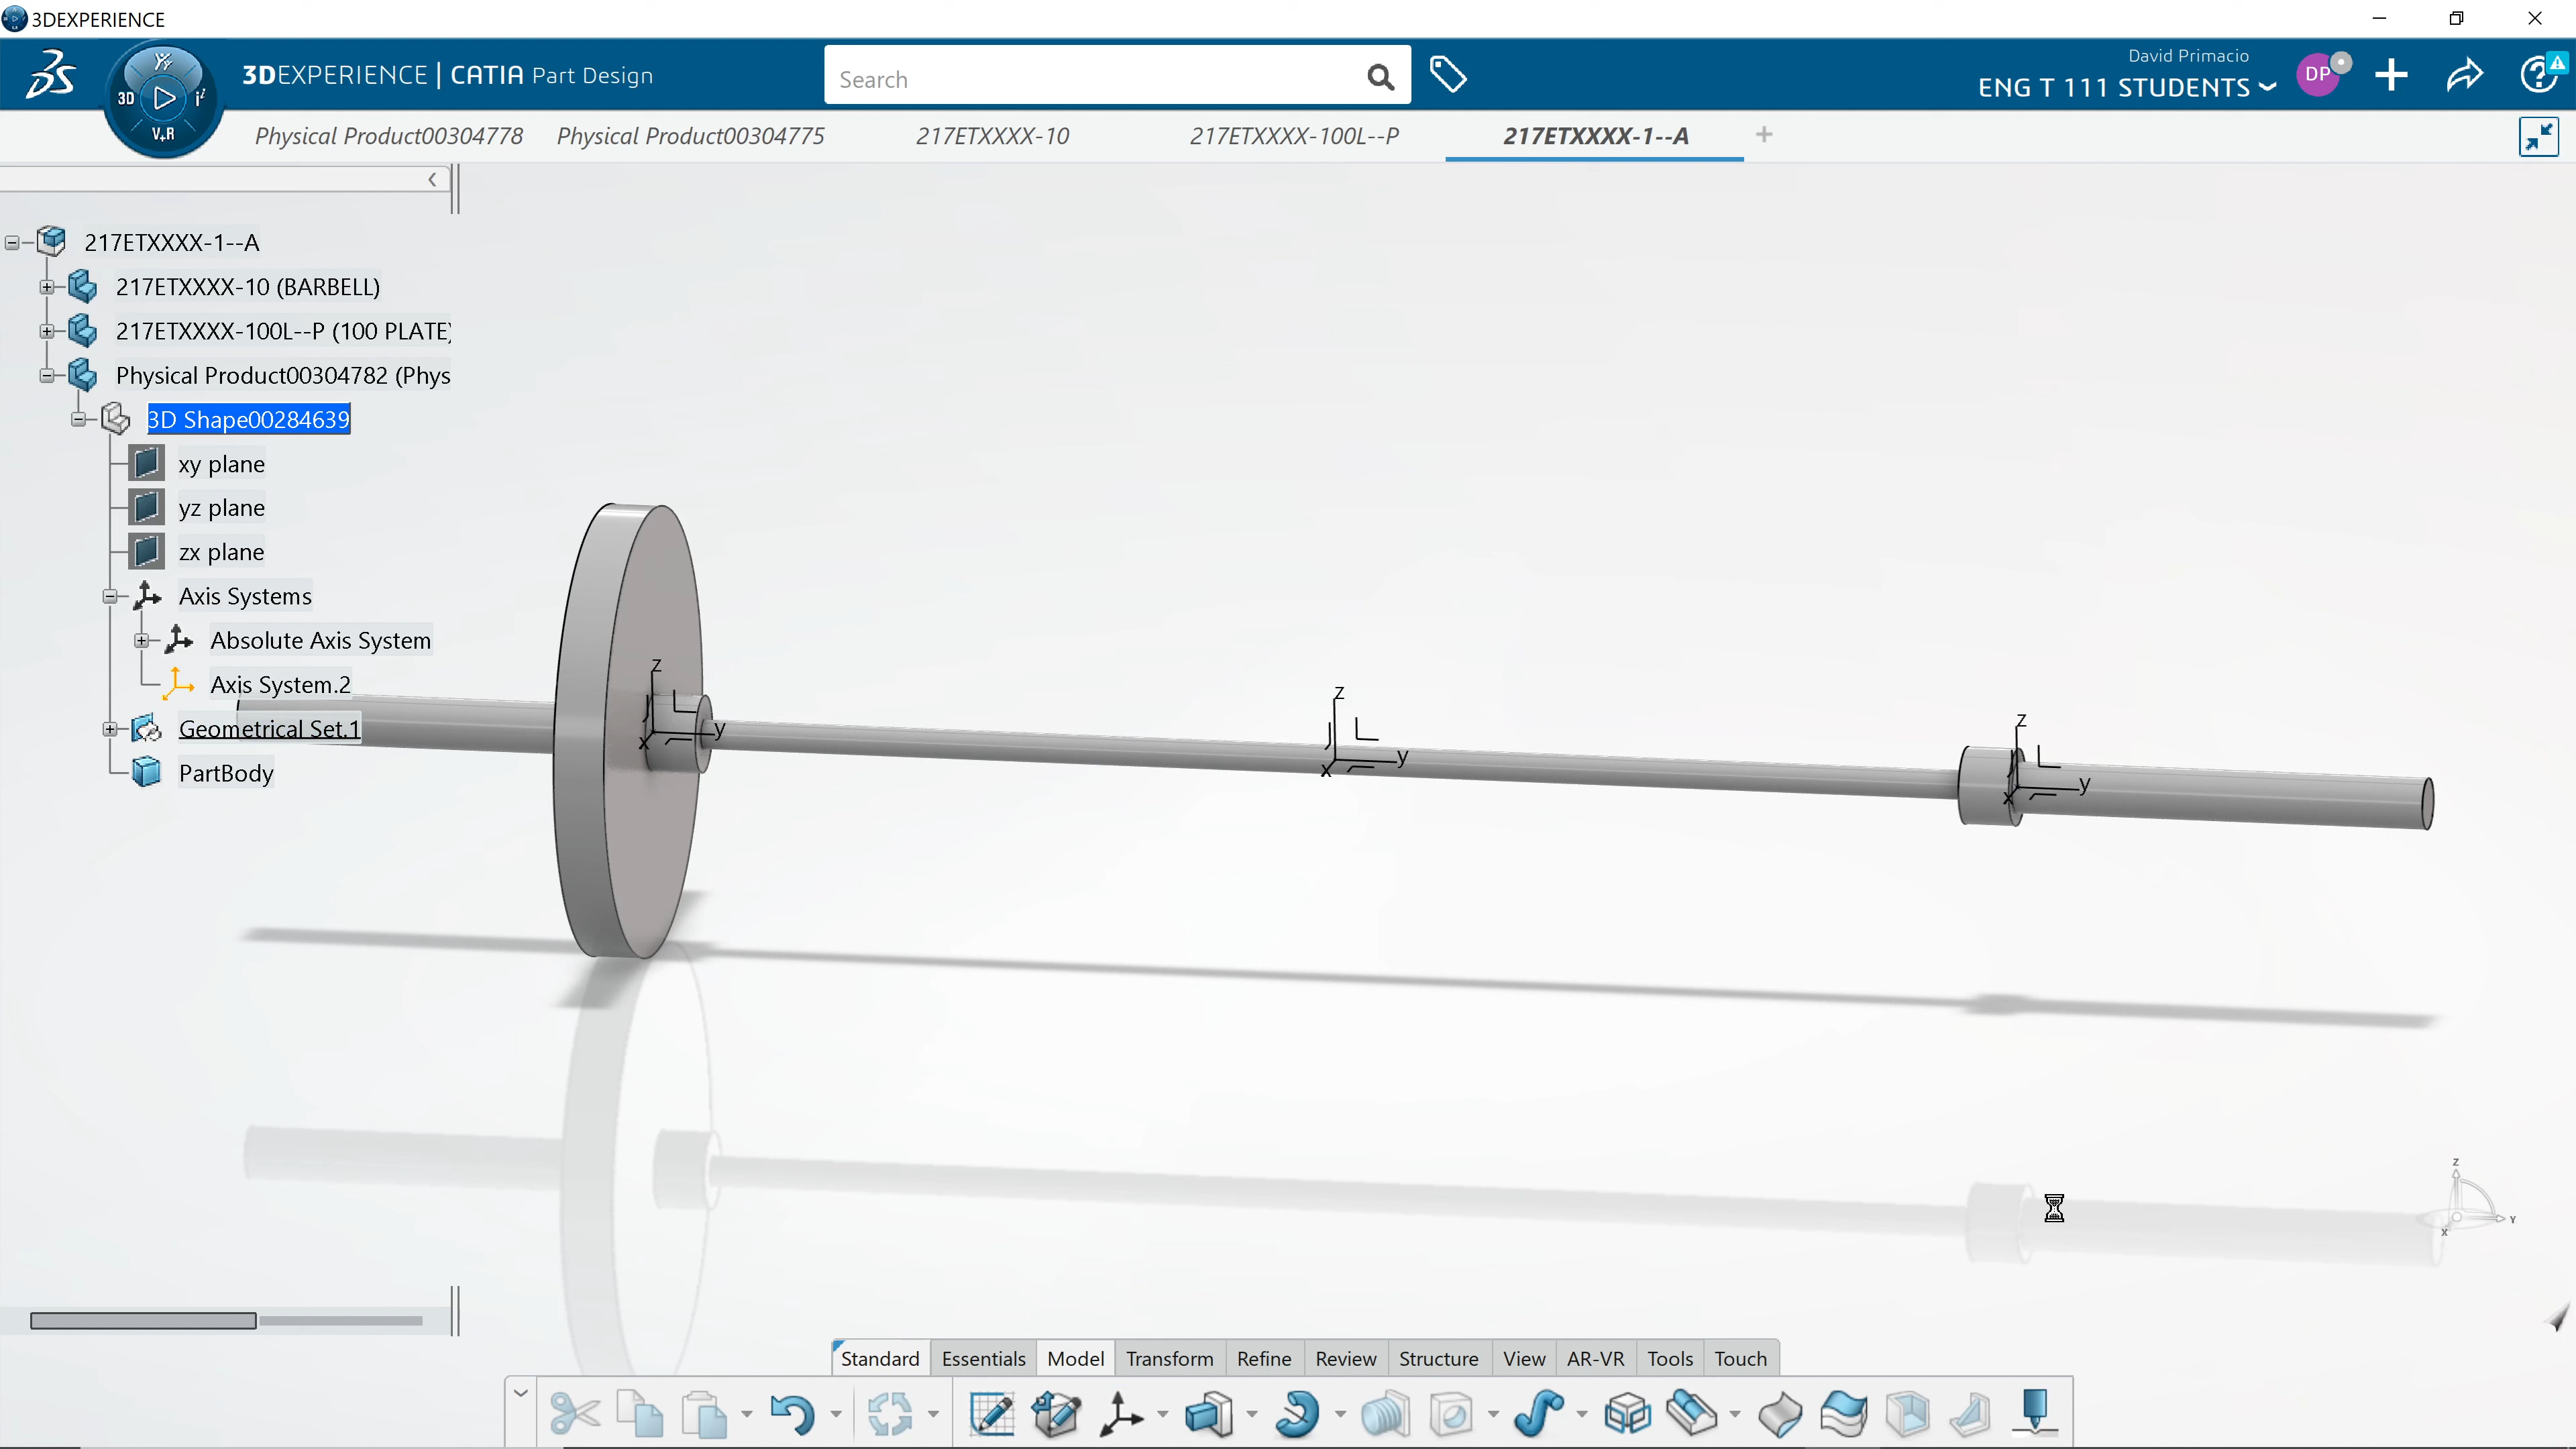 3DEXPERIENCE
3DEXPERIENCE | CATIA Part Design
Search
David Primacio
ENG T 111 STUDENTS
DP
3D
V+R
Physical Product00304778
Physical Product00304775
217ETXXXX-10
217ETXXXX-100L--P
217ETXXXX-1--A
217ETXXXX-1--A
217ETXXXX-10 (BARBELL)
217ETXXXX-100L--P (100 PLATE)
Physical Product00304782 (Phys
3D Shape00284639
xy plane
yz plane
zx plane
Axis Systems
Absolute Axis System
Axis System.2
Geometrical Set.1
PartBody
z
y
x
z
y
x
z
y
x
z
Y
x
Standard
Essentials
Model
Transform
Refine
Review
Structure
View
AR-VR
Tools
Touch